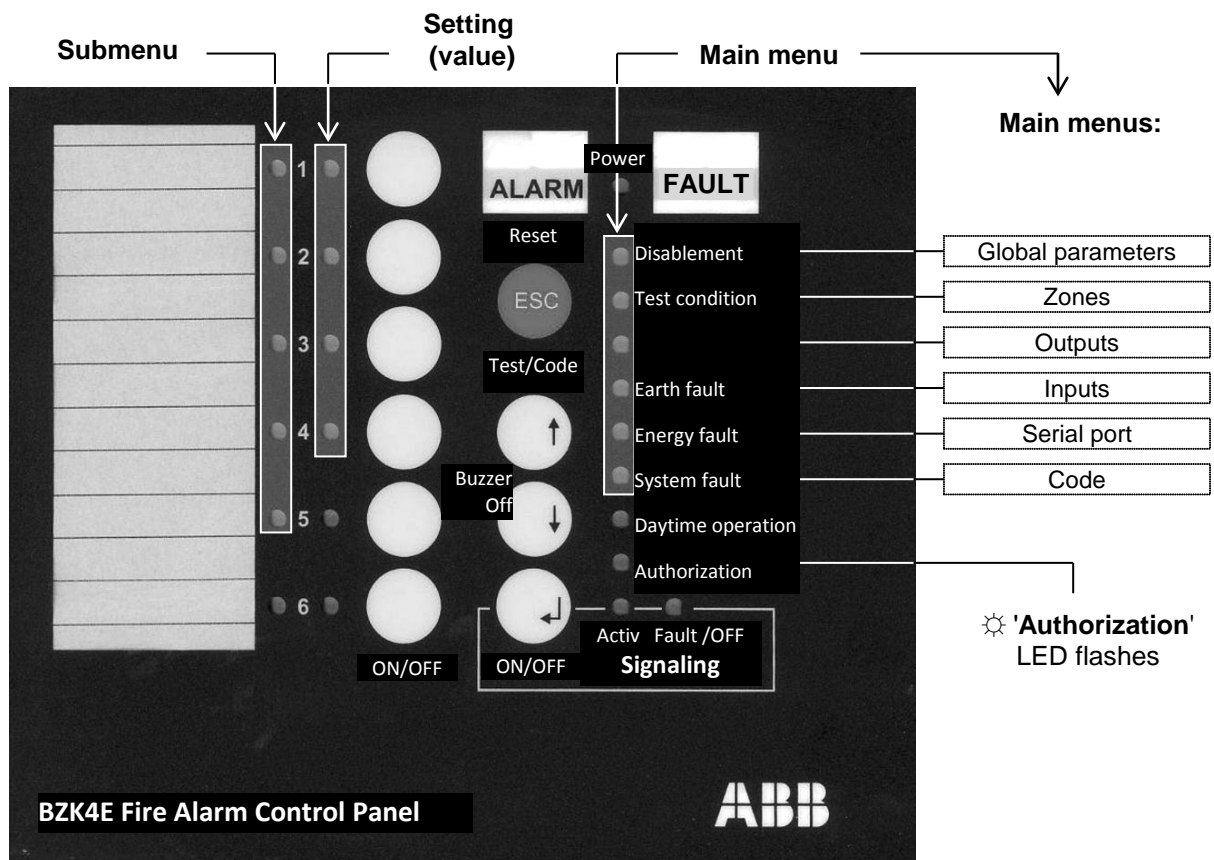 Submenu
Setting
(value)
Main menu
Main menus:
1
2
3
4
5
6
ON/OFF
ALARM
Power
FAULT
Reset
ESC
Test/Code
↑
Buzzer
Off
↓
↵
ON/OFF
Disablement
Test condition
Earth fault
Energy fault
System fault
Daytime operation
Authorization
Activ Fault /OFF
Signaling
Global parameters
Zones
Outputs
Inputs
Serial port
Code
☼ 'Authorization'
LED flashes
BZK4E Fire Alarm Control Panel
ABB